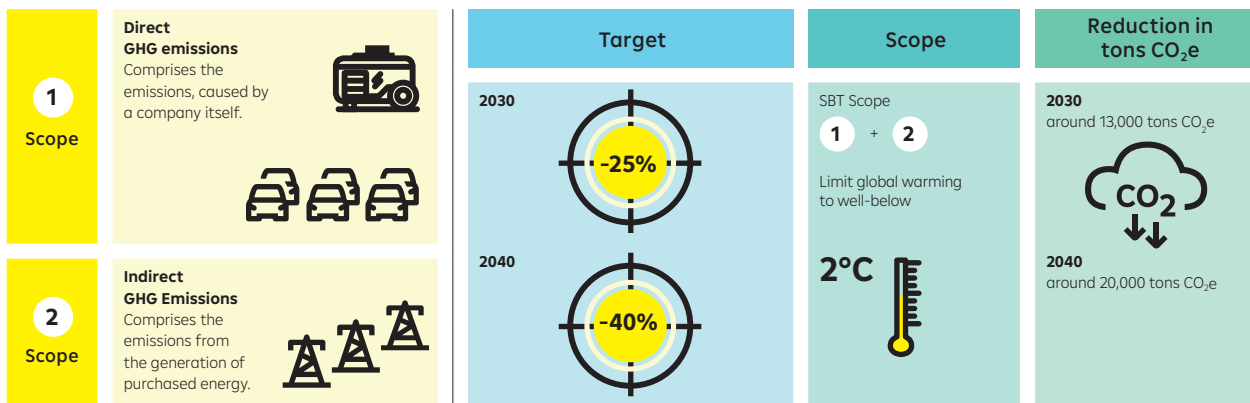 1
Scope
Direct
GHG emissions
Comprises the
emissions, caused by
a company itself.
2
Scope
Indirect
GHG Emissions
Comprises the
emissions from
the generation of
purchased energy.
Target
2030
-25%
2040
-40%
Scope
SBT Scope
1 + 2
Limit global warming
to well-below
2°C
Reduction in
tons CO₂e
2030
around 13,000 tons CO₂e
CO₂
2040
around 20,000 tons CO₂e